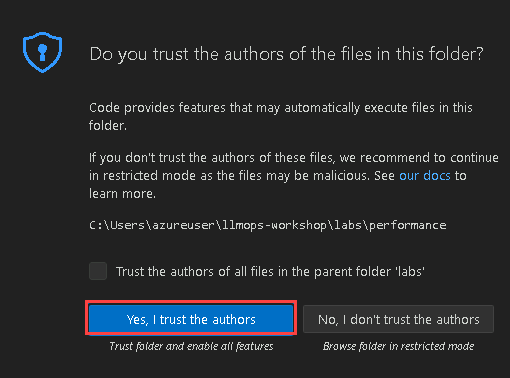 Do you trust the authors of the files in this folder?
Code provides features that may automatically execute files in this
folder.
If you don't trust the authors of these files, we recommend to continue
in restricted mode as the files may be malicious. See our docs to
learn more.
C:\Users\azureuser\llmops-workshop\labs\performance
Trust the authors of all files in the parent folder 'labs'
Yes, I trust the authors
No, I don't trust the authors
Trust folder and enable all features
Browse folder in restricted mode